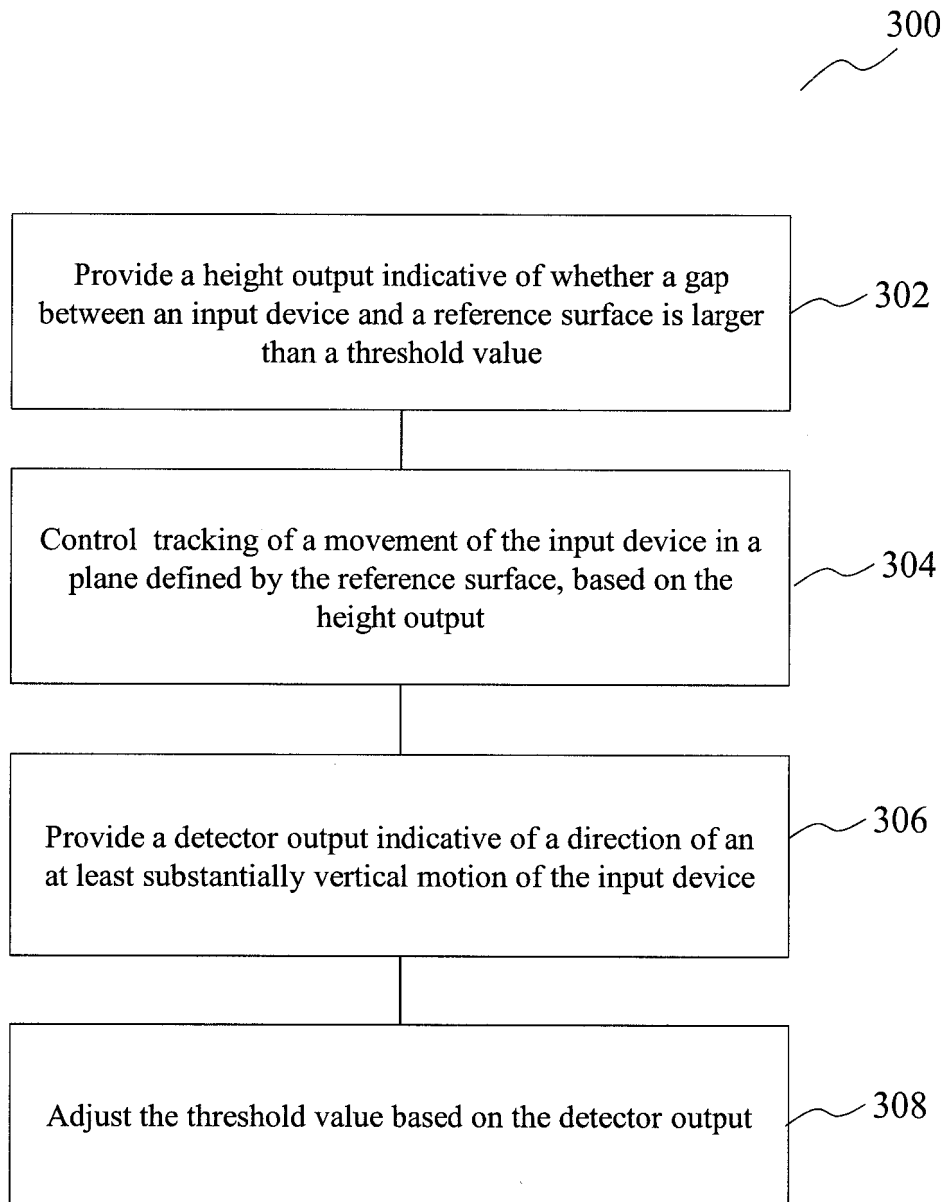 300
Provide a height output indicative of whether a gap
between an input device and a reference surface is larger
than a threshold value
302
Control tracking of a movement of the input device in a
plane defined by the reference surface, based on the
height output
304
Provide a detector output indicative of a direction of an
at least substantially vertical motion of the input device
306
Adjust the threshold value based on the detector output
308